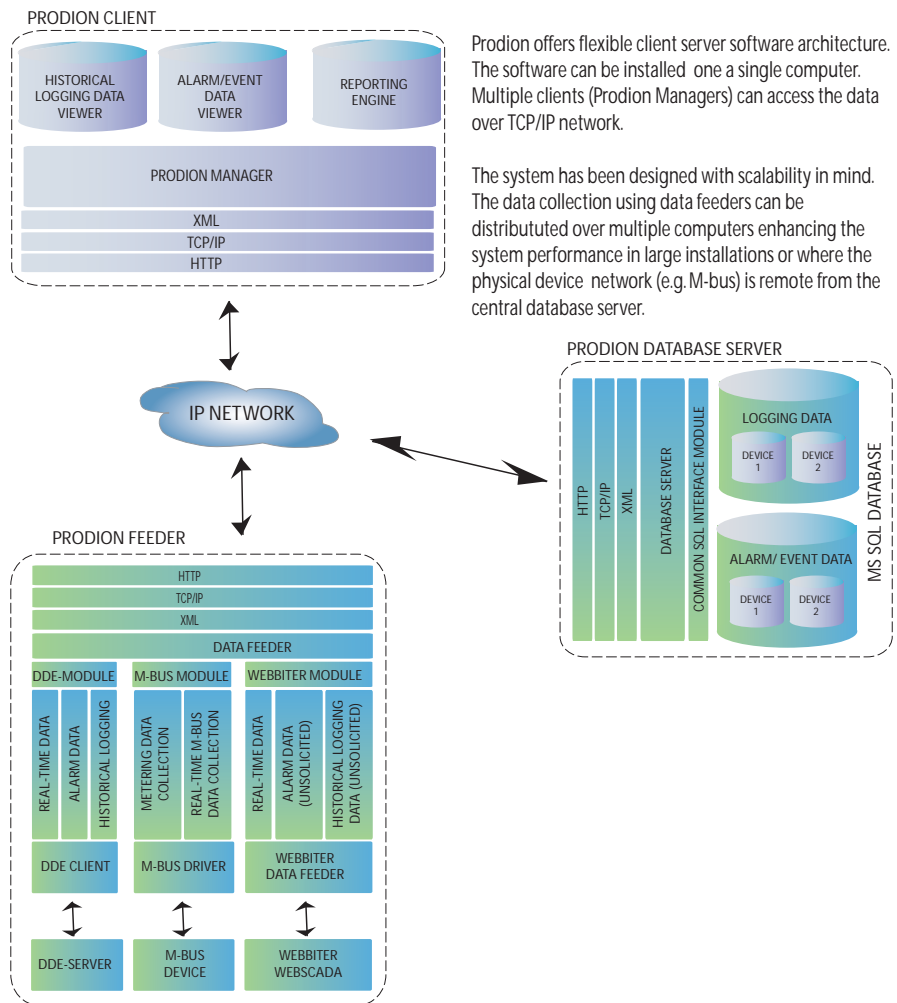 PRODION CLIENT
HISTORICAL
LOGGING DATA
VIEWER
ALARM/EVENT
DATA
VIEWER
REPORTING
ENGINE
PRODION MANAGER
XML
TCP/IP
HTTP
Prodion offers flexible client server software architecture.
The software can be installed one a single computer.
Multiple clients (Prodion Managers) can access the data
over TCP/IP network.
The system has been designed with scalability in mind.
The data collection using data feeders can be
distribututed over multiple computers enhancing the
system performance in large installations or where the
physical device network (e.g. M-bus) is remote from the
central database server.
IP NETWORK
PRODION DATABASE SERVER
HTTP
TCP/IP
XML
DATABASE SERVER
COMMON SQL INTERFACE MODULE
LOGGING DATA
DEVICE
1
DEVICE
2
ALARM/ EVENT DATA
DEVICE
1
DEVICE
2
MS SQL DATABASE
PRODION FEEDER
HTTP
TCP/IP
XML
DATA FEEDER
DDE-MODULE
M-BUS MODULE
WEBBITER MODULE
REAL-TIME DATA
ALARM DATA
HISTORICAL LOGGING
METERING DATA
COLLECTION
REAL-TIME M-BUS
DATA COLLECTION
REAL-TIME DATA
ALARM DATA
(UNSOLICITED)
HISTORICAL LOGGING
DATA (UNSOLICITED)
DDE CLIENT
M-BUS DRIVER
WEBBITER
DATA FEEDER
DDE-SERVER
M-BUS
DEVICE
WEBBITER
WEBSCADA